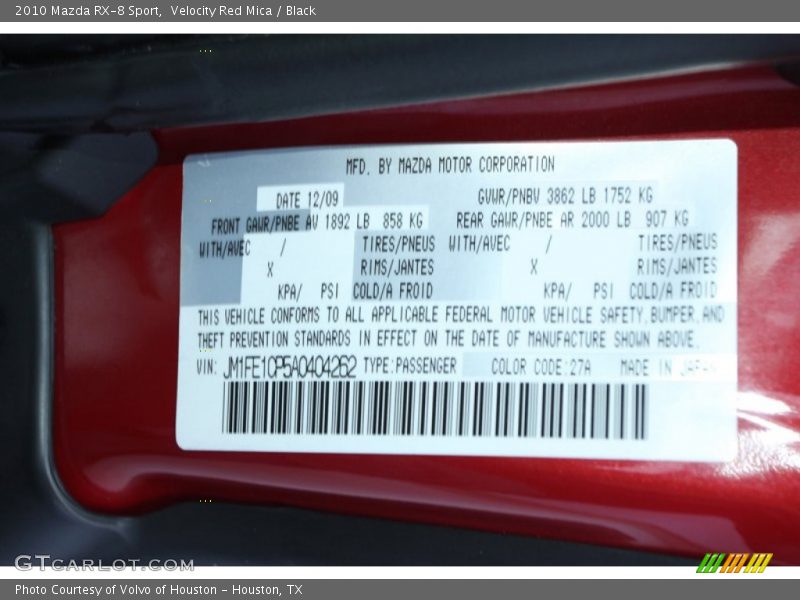 2010 Mazda RX-8 Sport, Velocity Red Mica / Black
MFD. BY MAZDA MOTOR CORPORATION
DATE 12/09 GVWR/PNBV 3862 LB 1752 KG
FRONT GAWR/PNBE AV 1892 LB 858 KG REAR GAWR/PNBE AR 2000 LB 907 KG
WITH/AVEC / TIRES/PNEUS WITH/AVEC / TIRES/PNEUS
X RIMS/JANTES X RIMS/JANTES
KPA/ PSI COLD/A FROID KPA/ PSI COLD/A FROID
THIS VEHICLE CONFORMS TO ALL APPLICABLE FEDERAL MOTOR VEHICLE SAFETY, BUMPER, AND
THEFT PREVENTION STANDARDS IN EFFECT ON THE DATE OF MANUFACTURE SHOWN ABOVE.
VIN: JM1FE1CP5A0404262 TYPE:PASSENGER COLOR CODE:27A MADE IN JAPAN
GTCARLOT.COM
Photo Courtesy of Volvo of Houston - Houston, TX